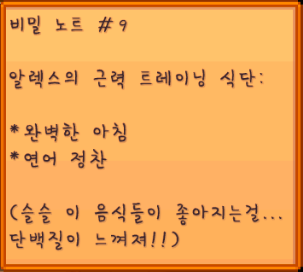 비밀 노트 #9
알렉스의 근력 트레이닝 식단:
*완벽한 아침
*연어 정찬
(슬슬 이 음식들이 좋아지는걸...
단백질이 느껴져!!)